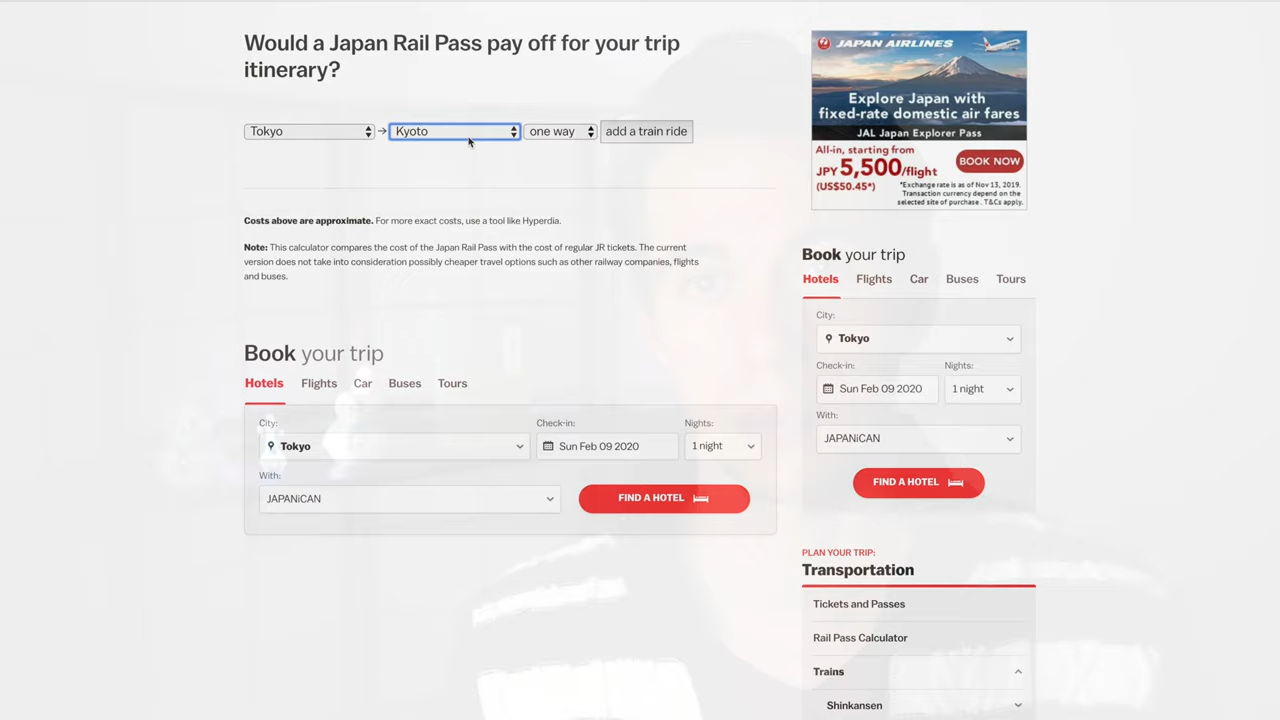 Would a Japan Rail Pass pay off for your trip
itinerary?
Tokyo → Kyoto one way add a train ride
Costs above are approximate. For more exact costs, use a tool like Hyperdia.
Note: This calculator compares the cost of the Japan Rail Pass with the cost of regular JR tickets. The current
version does not take into consideration possibly cheaper travel options such as other railway companies, flights
and buses.
Book your trip
Hotels Flights Car Buses Tours
City: Check-in: Nights:
Tokyo Sun Feb 09 2020 1 night
With:
JAPANiCAN FIND A HOTEL
JAPAN AIRLINES
Explore Japan with
fixed-rate domestic air fares
JAL Japan Explorer Pass
All-in, starting from
JPY 5,500/flight
(US$50.45*)
BOOK NOW
*Exchange rate is as of Nov 13, 2019.
Transaction currency depend on the
selected site of purchase . T&Cs apply.
Book your trip
Hotels Flights Car Buses Tours
City:
Tokyo
Check-in: Nights:
Sun Feb 09 2020 1 night
With:
JAPANiCAN
FIND A HOTEL
PLAN YOUR TRIP:
Transportation
Tickets and Passes
Rail Pass Calculator
Trains
Shinkansen